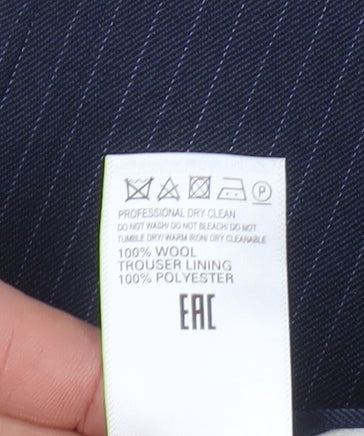 P
PROFESSIONAL DRY CLEAN
DO NOT WASH/ DO NOT BLEACH/ DO NOT
TUMBLE DRY/ WARM IRON/ DRY CLEANABLE
100% WOOL
TROUSER LINING
100% POLYESTER
EAC